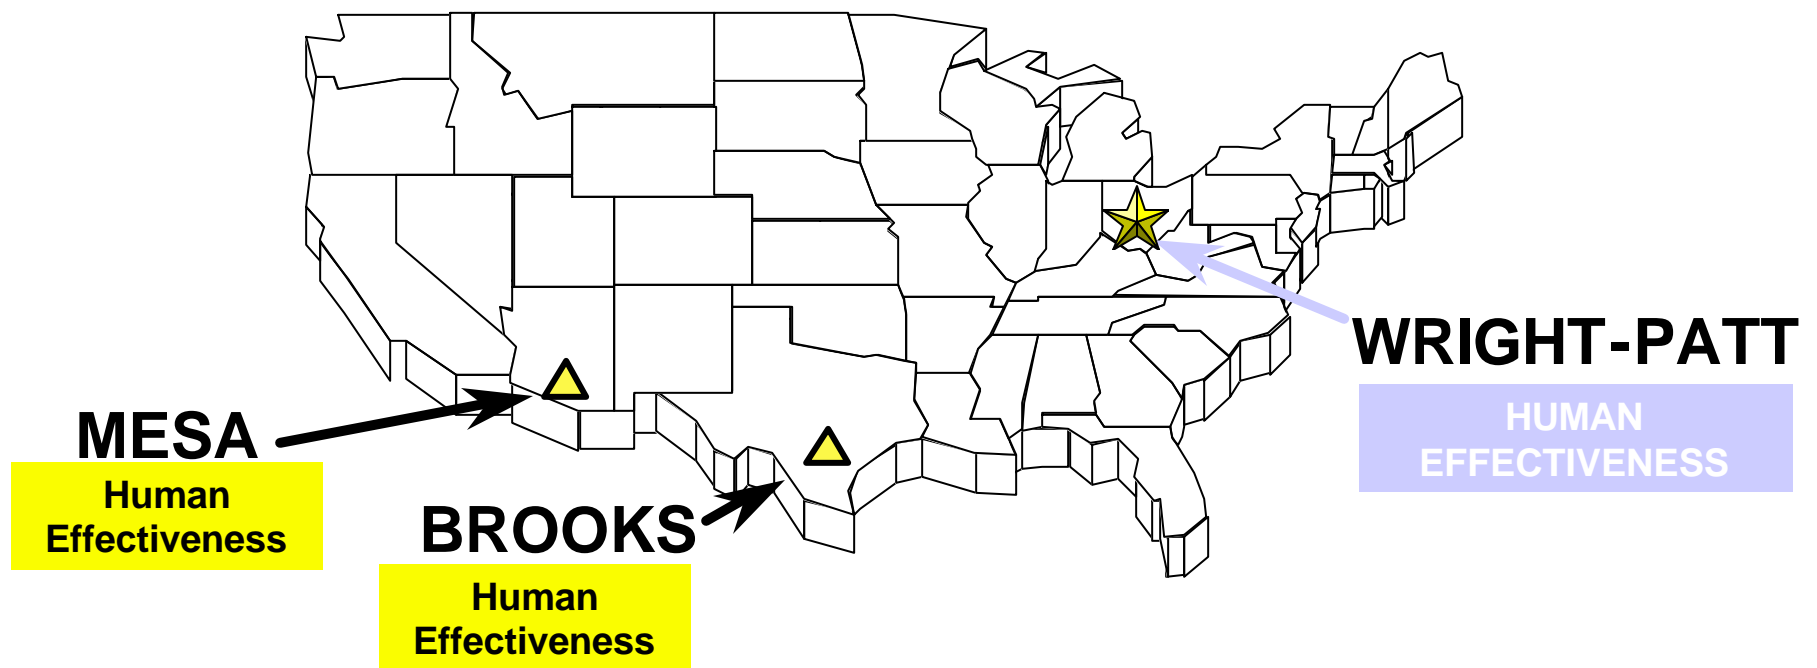 WRIGHT-PATT
HUMAN
EFFECTIVENESS
MESA
Human
Effectiveness
BROOKS
Human
Effectiveness